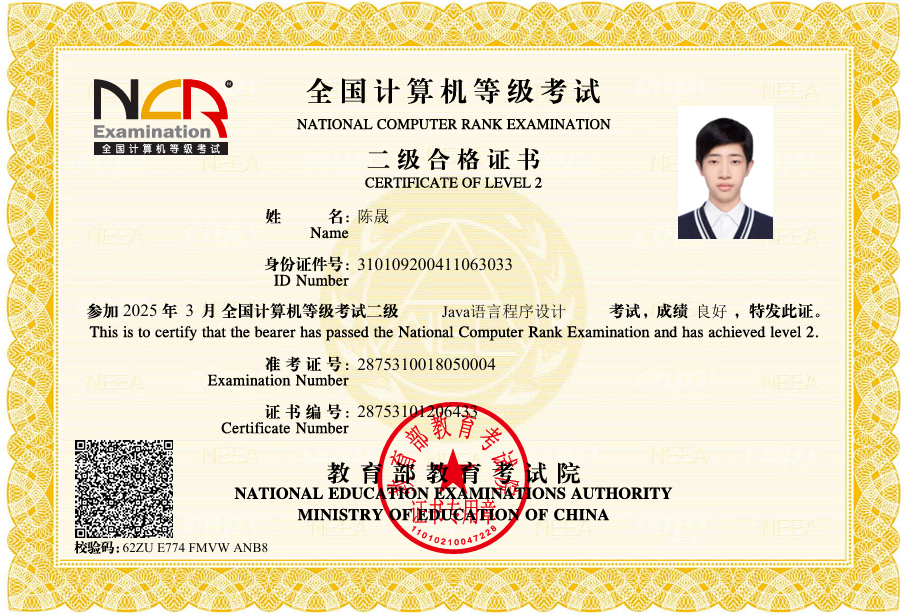 NCR®
Examination
全国计算机等级考试
全国计算机等级考试
NATIONAL COMPUTER RANK EXAMINATION
二级合格证书
CERTIFICATE OF LEVEL 2
姓 名: 陈晟
Name
身份证件号: 310109200411063033
ID Number
参加 2025 年 3 月 全国计算机等级考试二级 Java语言程序设计 考试, 成绩 良好 , 特发此证。
This is to certify that the bearer has passed the National Computer Rank Examination and has achieved level 2.
准考证号: 2875310018050004
Examination Number
证书编号: 28753101206433
Certificate Number
教育部教育考试院
NATIONAL EDUCATION EXAMINATIONS AUTHORITY
MINISTRY OF EDUCATION OF CHINA
教育部教育考试院
证书专用章
11010210047228
校验码: 62ZU E774 FMVW ANB8
NEEA